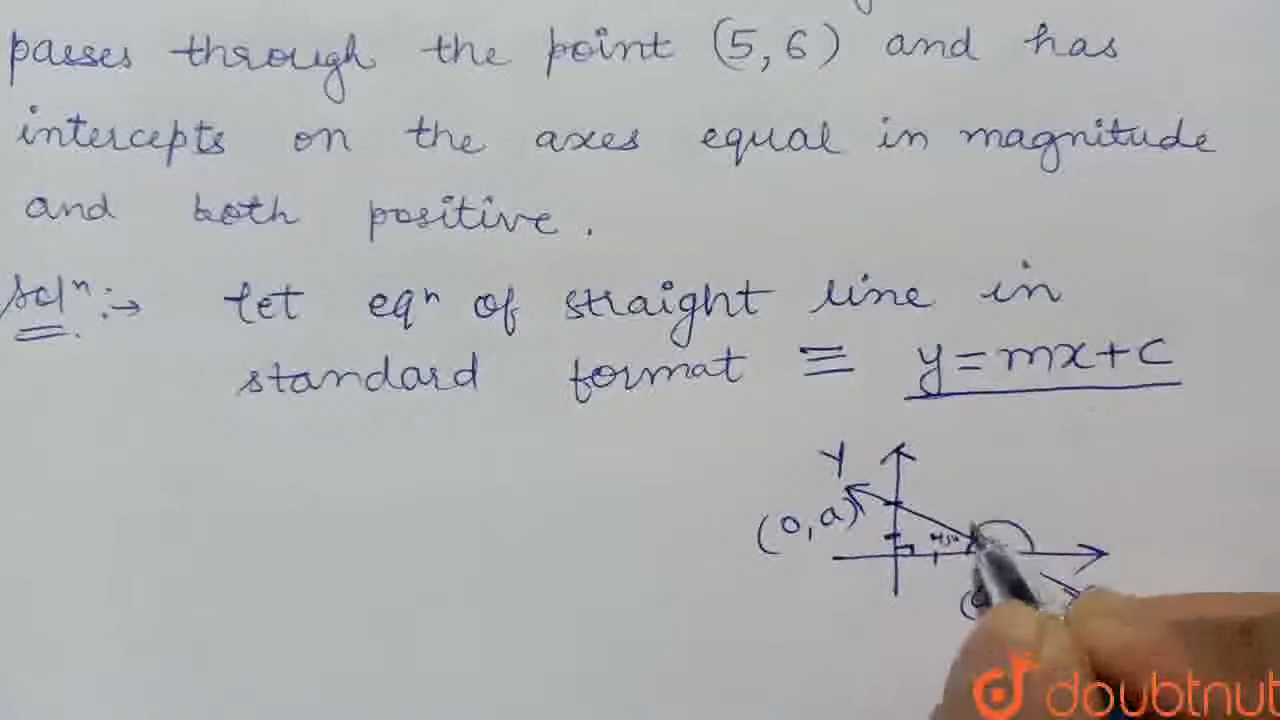 passes through the point (5,6) and has
intercepts on the axes equal in magnitude
and both positive.
Solⁿ :→ Let eqⁿ of straight line in
standard format ≡ y=mx+c
Y
(0,a)
doubtnut